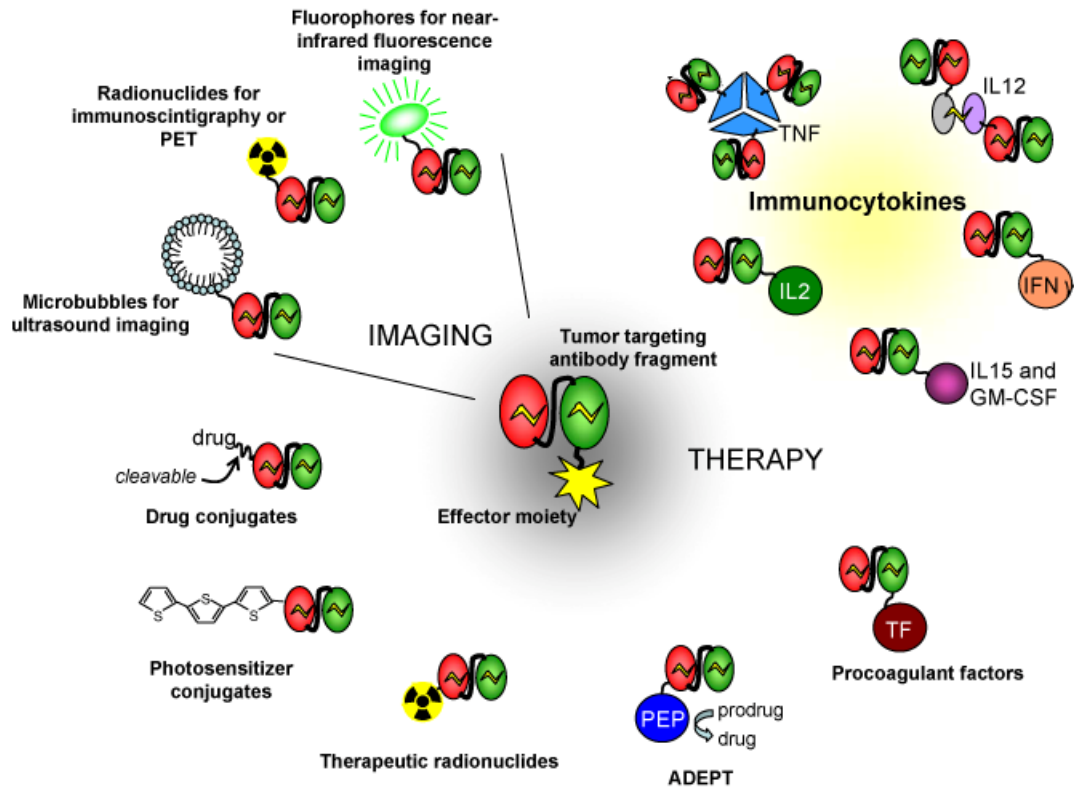 Fluorophores for near-
infrared fluorescence
imaging
Radionuclides for
immunoscintigraphy or
PET
Microbubbles for
ultrasound imaging
IMAGING
TNF
IL12
Immunocytokines
IL2
IFN γ
IL15 and
GM-CSF
Tumor targeting
antibody fragment
Effector moiety
THERAPY
drug
cleavable
Drug conjugates
S
S
S
Photosensitizer
conjugates
Therapeutic radionuclides
PEP
prodrug
drug
ADEPT
TF
Procoagulant factors